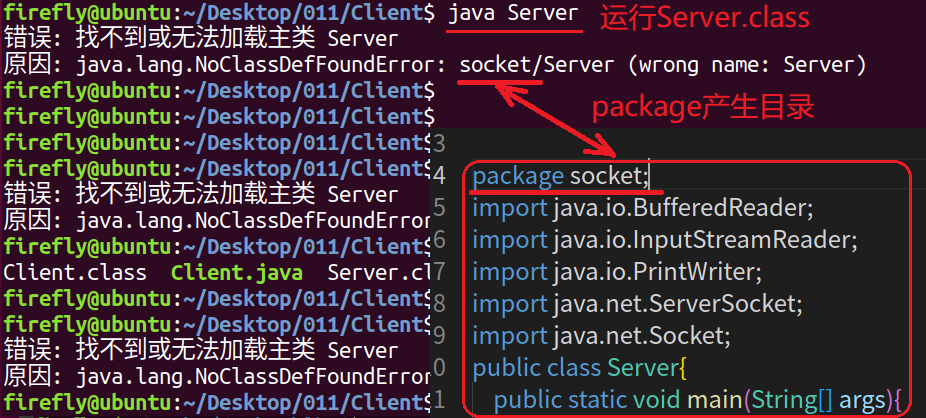 firefly@ubuntu:~/Desktop/011/Client$ java Server 运行Server.class
错误: 找不到或无法加载主类 Server
原因: java.lang.NoClassDefFoundError: socket/Server (wrong name: Server)
firefly@ubuntu:~/Desktop/011/Client$
firefly@ubuntu:~/Desktop/011/Client$
package产生目录
firefly@ubuntu:~/Desktop/011/Client$
错误: 找不到或无法加载主类 Server
原因: java.lang.NoClassDefFoundError
firefly@ubuntu:~/Desktop/011/Client$
Client.class Client.java Server.cl
firefly@ubuntu:~/Desktop/011/Client$
firefly@ubuntu:~/Desktop/011/Client$
错误: 找不到或无法加载主类 Server
原因: java.lang.NoClassDefFoundError
firefly@ubuntu:~/Desktop/011/Client$
3
4 package socket;
5 import java.io.BufferedReader;
6 import java.io.InputStreamReader;
7 import java.io.PrintWriter;
8 import java.net.ServerSocket;
9 import java.net.Socket;
0 public class Server{
1 public static void main(String[] args){